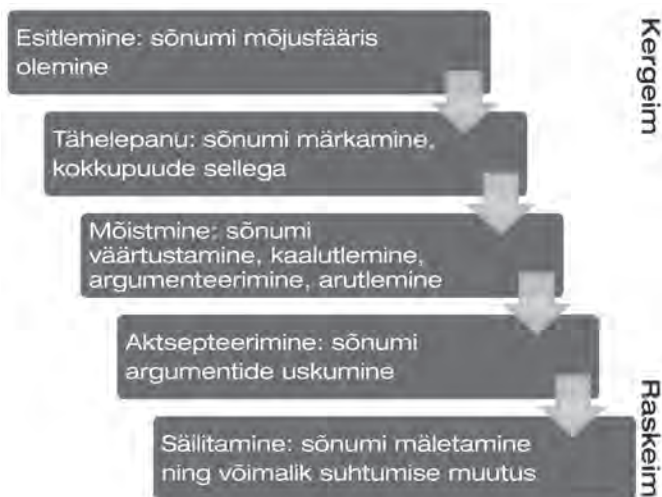 Esitlemine: sõnumi mõjusfääris
olemine
Kergeim
Tähelepanu: sõnumi märkamine,
kokkupuude sellega
Mõistmine: sõnumi
väärtustamine, kaalutlemine,
argumenteerimine, arutlemine
Aktsepteerimine: sõnumi
argumentide uskumine
Säilitamine: sõnumi mäletamine
ning võimalik suhtumise muutus
Raskeim